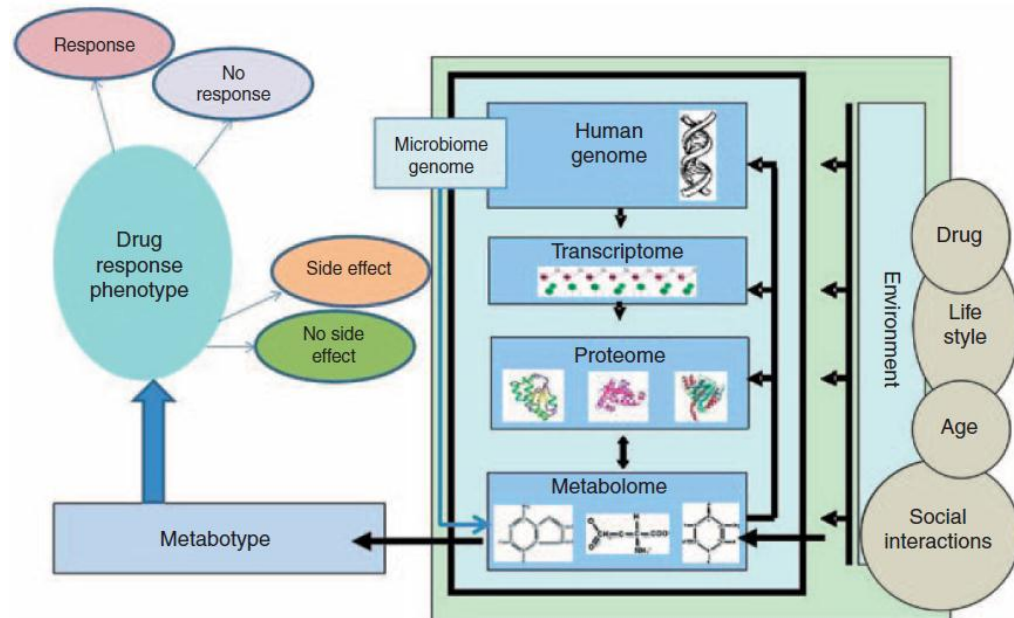 Response
No
response
Drug
response
phenotype
Side effect
No side
effect
Metabotype
Microbiome
genome
Human
genome
Transcriptome
Proteome
Metabolome
Environment
Drug
Life
style
Age
Social
interactions